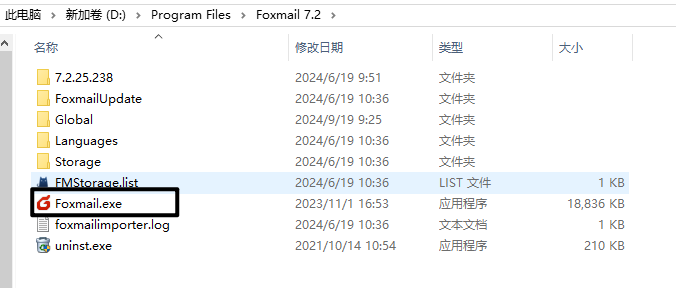 此电脑 › 新加卷 (D:) › Program Files › Foxmail 7.2 ›
名称 修改日期 类型 大小
7.2.25.238 2024/6/19 9:51 文件夹
FoxmailUpdate 2024/6/19 10:36 文件夹
Global 2024/9/19 9:25 文件夹
Languages 2024/6/19 10:36 文件夹
Storage 2024/6/19 10:36 文件夹
FMStorage.list 2024/6/19 10:36 LIST 文件 1 KB
Foxmail.exe 2023/11/1 16:53 应用程序 18,836 KB
foxmailimporter.log 2024/6/19 10:36 文本文档 1 KB
uninst.exe 2021/10/14 10:54 应用程序 210 KB